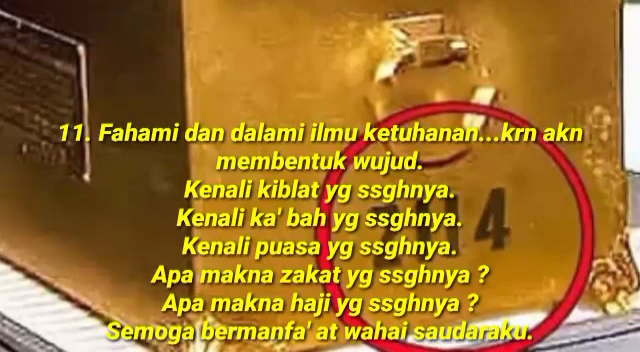 11. Fahami dan dalami ilmu ketuhanan...krn akn
membentuk wujud.
Kenali kiblat yg ssghnya.
Kenali ka' bah yg ssghnya.
Kenali puasa yg ssghnya.
Apa makna zakat yg ssghnya ?
Apa makna haji yg ssghnya ?
Semoga bermanfa' at wahai saudaraku.